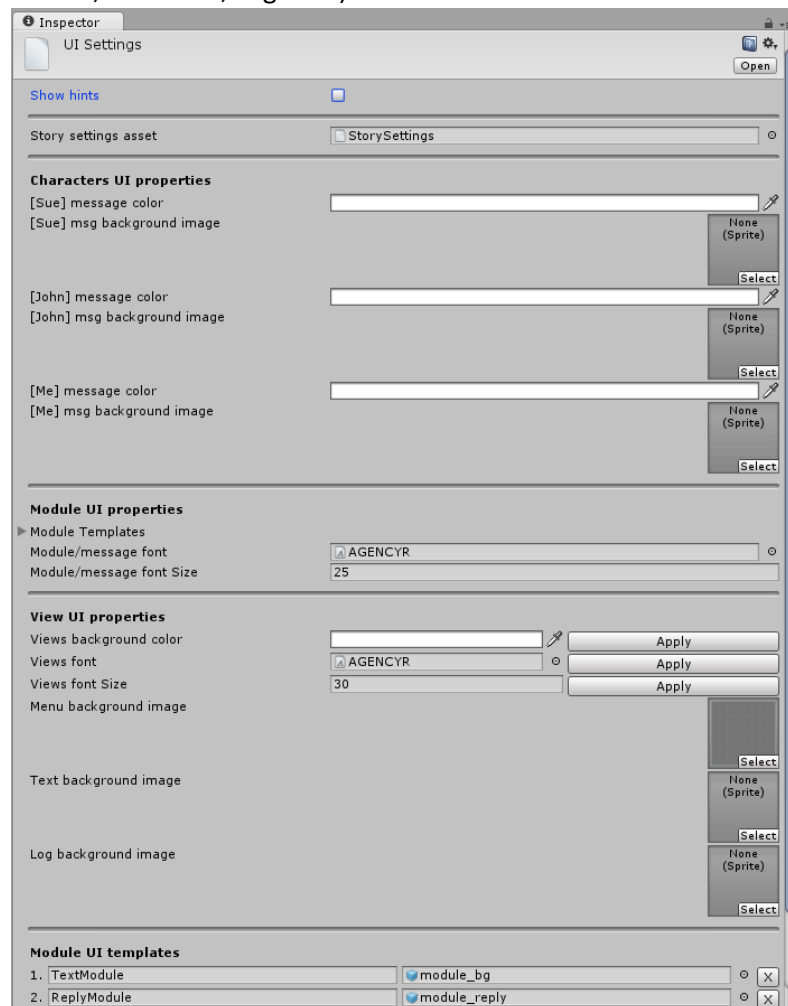 Inspector
UI Settings
Open
Show hints
Story settings asset StorySettings
Characters UI properties
[Sue] message color
[Sue] msg background image None
(Sprite)
Select
[John] message color
[John] msg background image None
(Sprite)
Select
[Me] message color
[Me] msg background image None
(Sprite)
Select
Module UI properties
Module Templates
Module/message font AGENCYR
Module/message font Size 25
View UI properties
Views background color Apply
Views font AGENCYR Apply
Views font Size 30 Apply
Menu background image
Select
Text background image None
(Sprite)
Select
Log background image None
(Sprite)
Select
Module UI templates
1. TextModule module_bg X
2. ReplyModule module_reply X